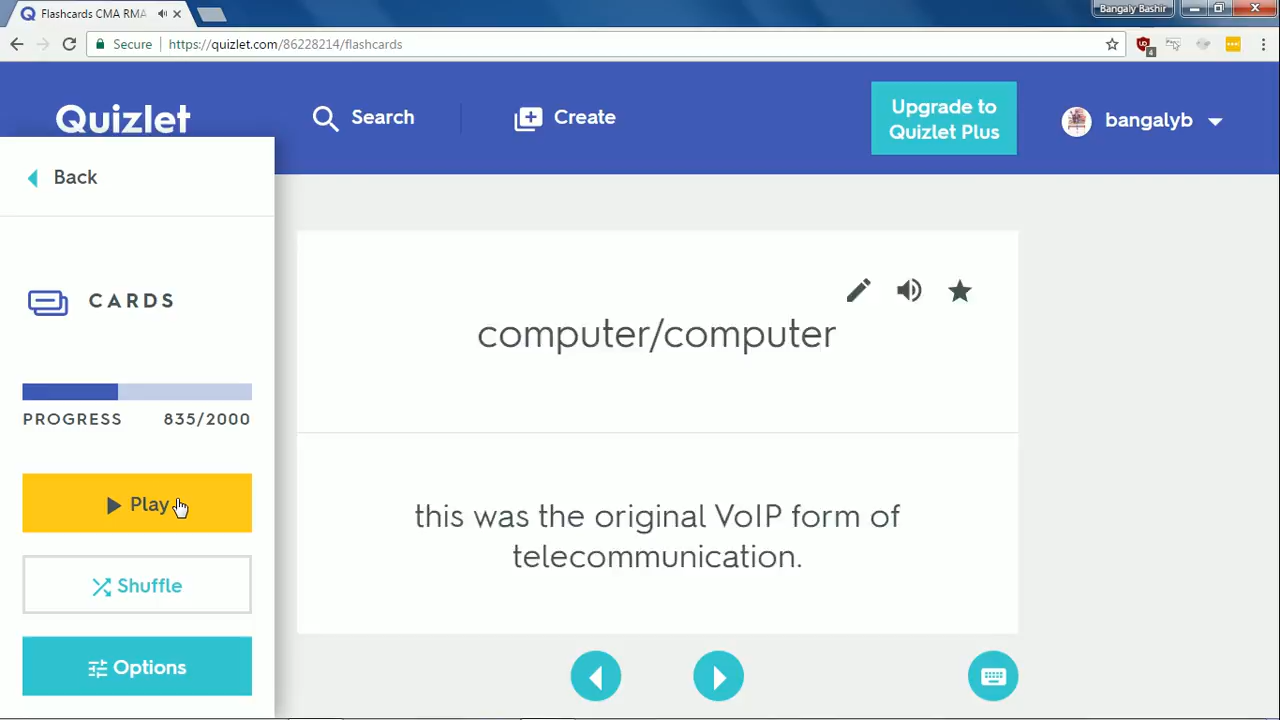 Flashcards CMA RMA
Bangaly Bashir
Secure
https://quizlet.com/86228214/flashcards
4
Quizlet
Search
Create
Upgrade to
Quizlet Plus
bangalyb
Back
CARDS
PROGRESS 835/2000
Play
Shuffle
Options
computer/computer
this was the original VoIP form of
telecommunication.